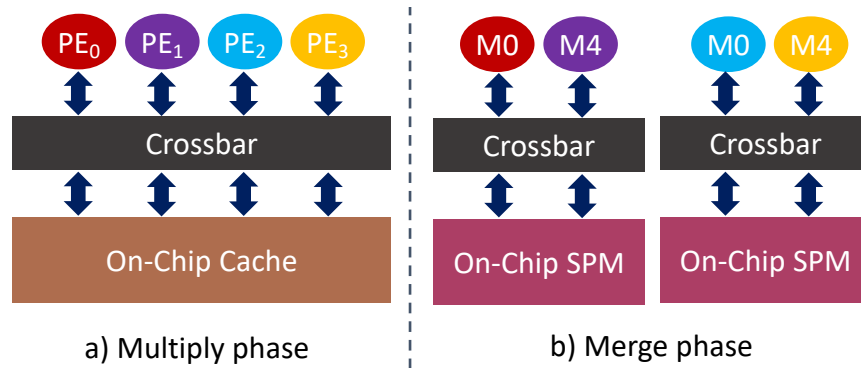 PE₀ PE₁ PE₂ PE₃
Crossbar
On-Chip Cache
a) Multiply phase
M0 M4 M0 M4
Crossbar Crossbar
On-Chip SPM On-Chip SPM
b) Merge phase